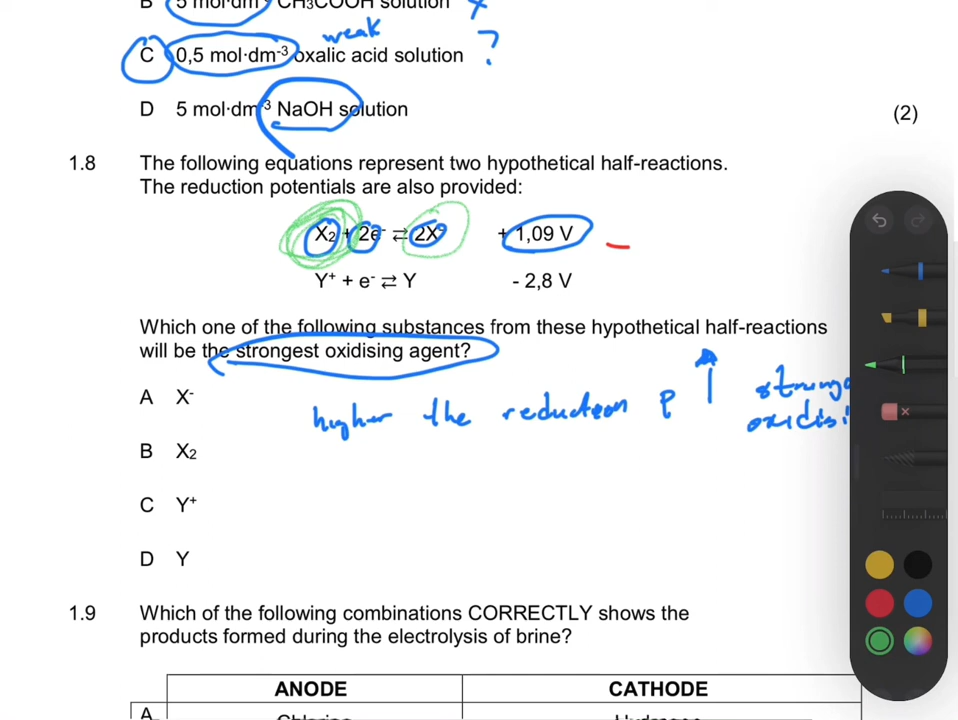 B 5 mol·dm⁻³ CH₃COOH solution
weak
C 0,5 mol·dm⁻³ oxalic acid solution ?
D 5 mol·dm⁻³ NaOH solution
(2)
1.8 The following equations represent two hypothetical half-reactions.
The reduction potentials are also provided:
X₂ + 2e⁻ ⇄ 2X⁻ + 1,09 V
Y⁺ + e⁻ ⇄ Y - 2,8 V
Which one of the following substances from these hypothetical half-reactions
will be the strongest oxidising agent?
A X⁻
higher the reduction p ↑
B X₂
C Y⁺
D Y
1.9 Which of the following combinations CORRECTLY shows the
products formed during the electrolysis of brine?
ANODE CATHODE
A Chlorine Hydrogen